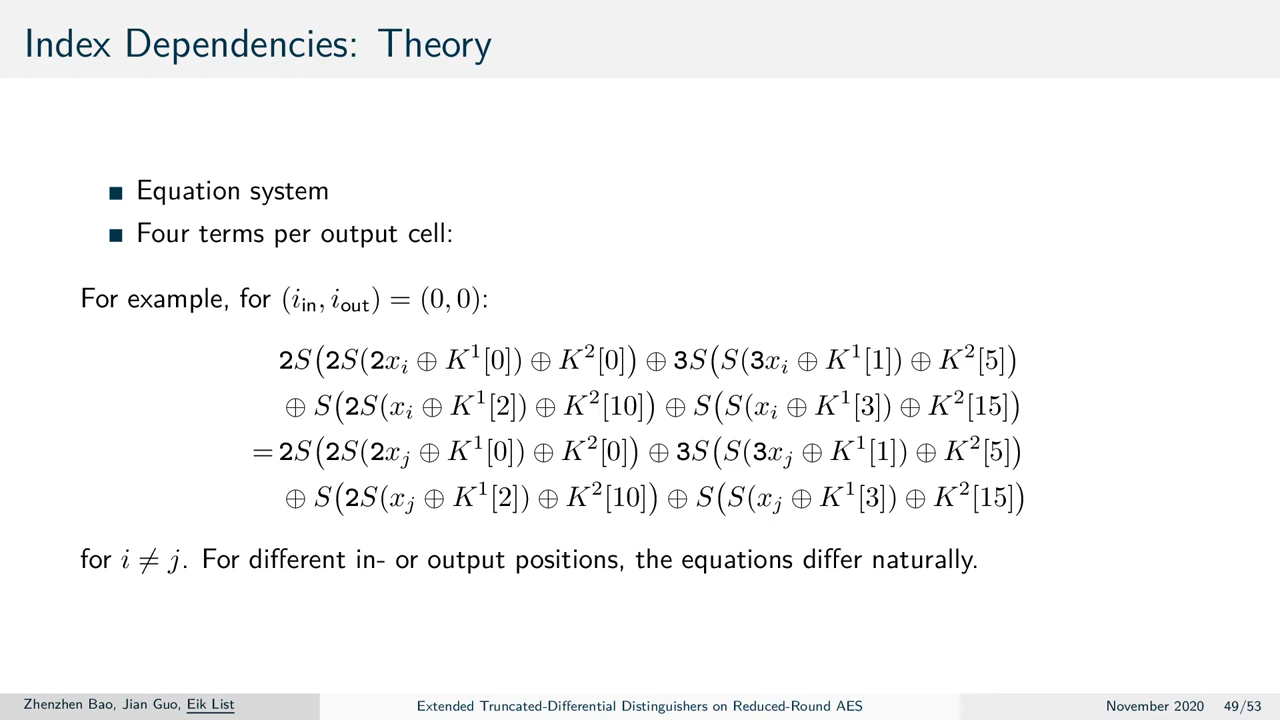 Index Dependencies: Theory
■ Equation system
■ Four terms per output cell:
For example, for (i_in, i_out) = (0, 0):
2S(2S(2x_i ⊕ K^1[0]) ⊕ K^2[0]) ⊕ 3S(S(3x_i ⊕ K^1[1]) ⊕ K^2[5])
⊕ S(2S(x_i ⊕ K^1[2]) ⊕ K^2[10]) ⊕ S(S(x_i ⊕ K^1[3]) ⊕ K^2[15])
= 2S(2S(2x_j ⊕ K^1[0]) ⊕ K^2[0]) ⊕ 3S(S(3x_j ⊕ K^1[1]) ⊕ K^2[5])
⊕ S(2S(x_j ⊕ K^1[2]) ⊕ K^2[10]) ⊕ S(S(x_j ⊕ K^1[3]) ⊕ K^2[15])
for i ≠ j. For different in- or output positions, the equations differ naturally.
Zhenzhen Bao, Jian Guo, Eik List Extended Truncated-Differential Distinguishers on Reduced-Round AES November 2020 49/53